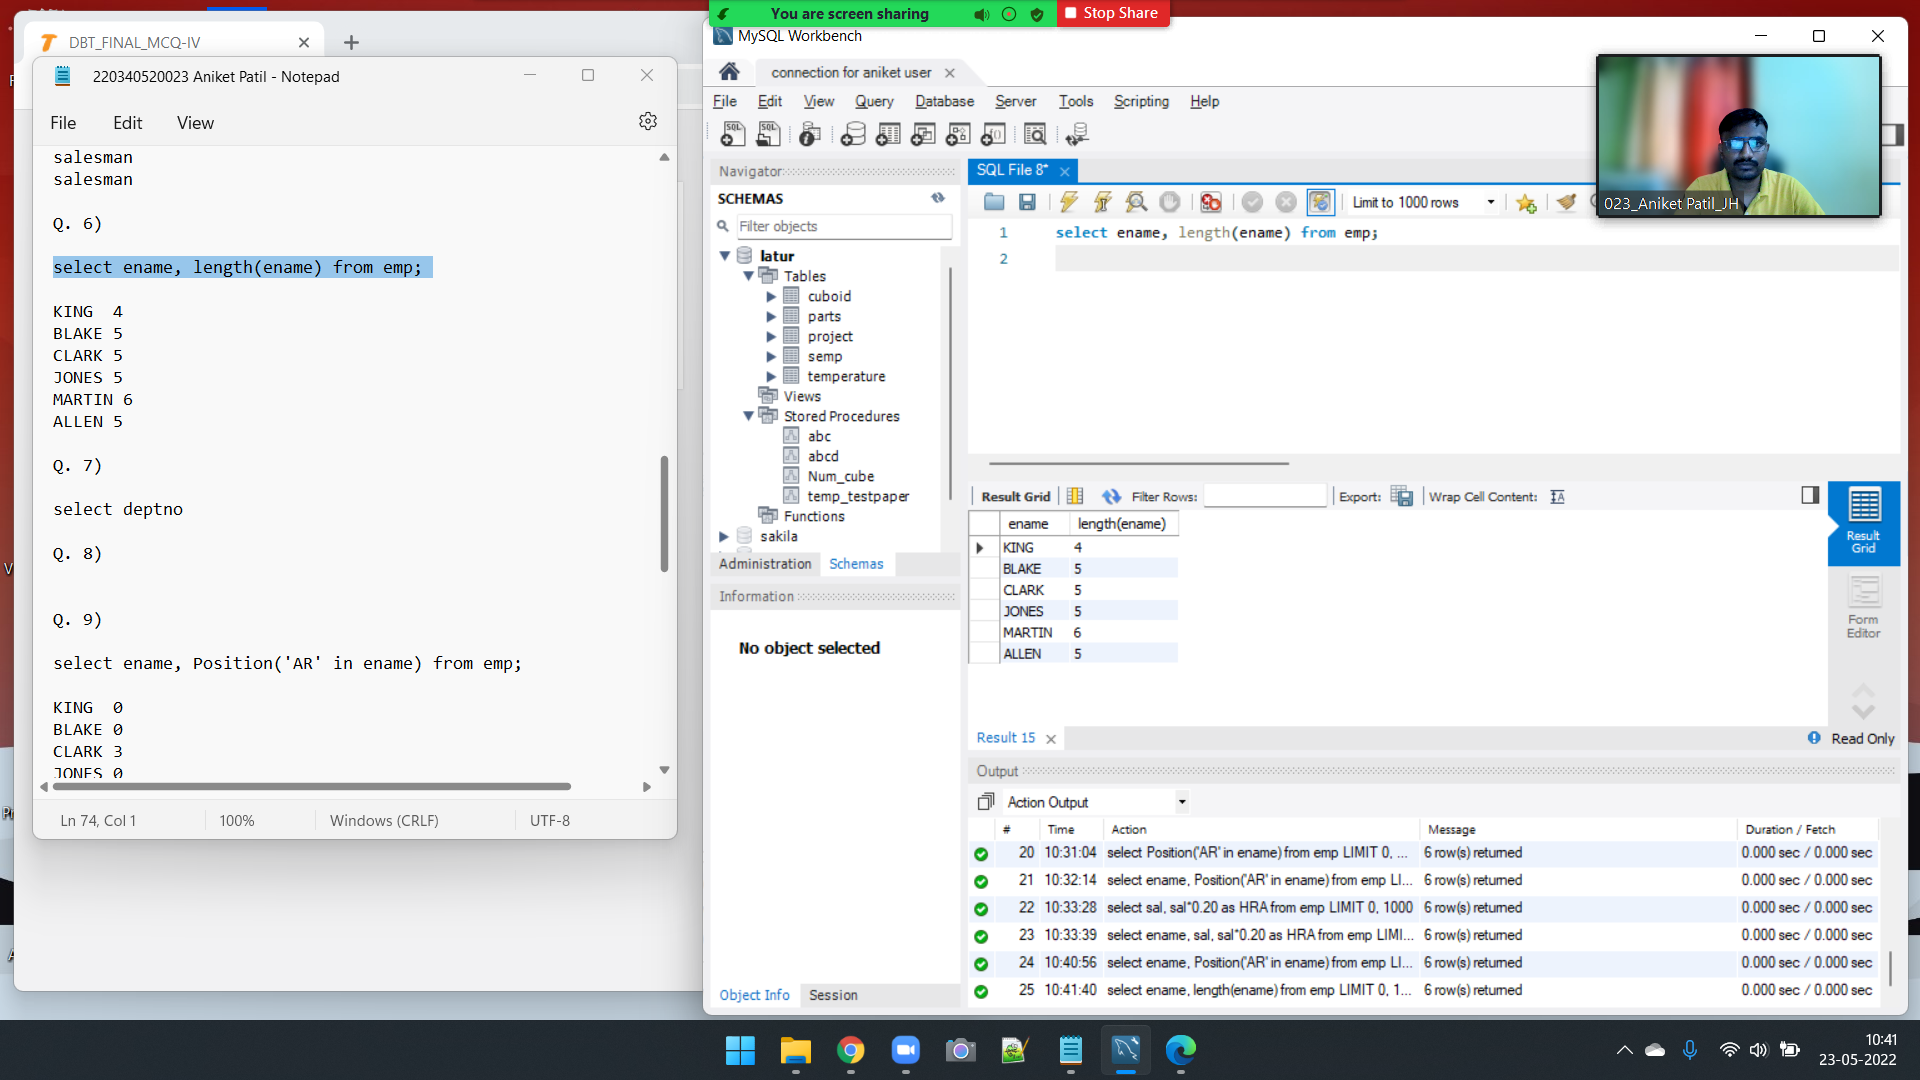 You are screen sharing
Stop Share
DBT_FINAL_MCQ-IV
220340520023 Aniket Patil - Notepad
File Edit View
salesman
salesman
Q. 6)
select ename, length(ename) from emp;
KING 4
BLAKE 5
CLARK 5
JONES 5
MARTIN 6
ALLEN 5
Q. 7)
select deptno
Q. 8)
Q. 9)
select ename, Position('AR' in ename) from emp;
KING 0
BLAKE 0
CLARK 3
JONES 0
Ln 74, Col 1 100% Windows (CRLF) UTF-8
MySQL Workbench
connection for aniket user
File Edit View Query Database Server Tools Scripting Help
Navigator
SCHEMAS
Filter objects
latur
Tables
cuboid
parts
project
semp
temperature
Views
Stored Procedures
abc
abcd
Num_cube
temp_testpaper
Functions
sakila
Administration Schemas
Information
No object selected
Object Info Session
SQL File 8*
Limit to 1000 rows
1 select ename, length(ename) from emp;
2
023_Aniket Patil_JH
Result Grid Filter Rows: Export: Wrap Cell Content:
ename length(ename)
KING 4
BLAKE 5
CLARK 5
JONES 5
MARTIN 6
ALLEN 5
Result Grid
Form Editor
Result 15
Read Only
Output
Action Output
# Time Action Message Duration / Fetch
20 10:31:04 select Position('AR' in ename) from emp LIMIT 0, ... 6 row(s) returned 0.000 sec / 0.000 sec
21 10:32:14 select ename, Position('AR' in ename) from emp LI... 6 row(s) returned 0.000 sec / 0.000 sec
22 10:33:28 select sal, sal*0.20 as HRA from emp LIMIT 0, 1000 6 row(s) returned 0.000 sec / 0.000 sec
23 10:33:39 select ename, sal, sal*0.20 as HRA from emp LIMI... 6 row(s) returned 0.000 sec / 0.000 sec
24 10:40:56 select ename, Position('AR' in ename) from emp LI... 6 row(s) returned 0.000 sec / 0.000 sec
25 10:41:40 select ename, length(ename) from emp LIMIT 0, 1... 6 row(s) returned 0.000 sec / 0.000 sec
10:41
23-05-2022